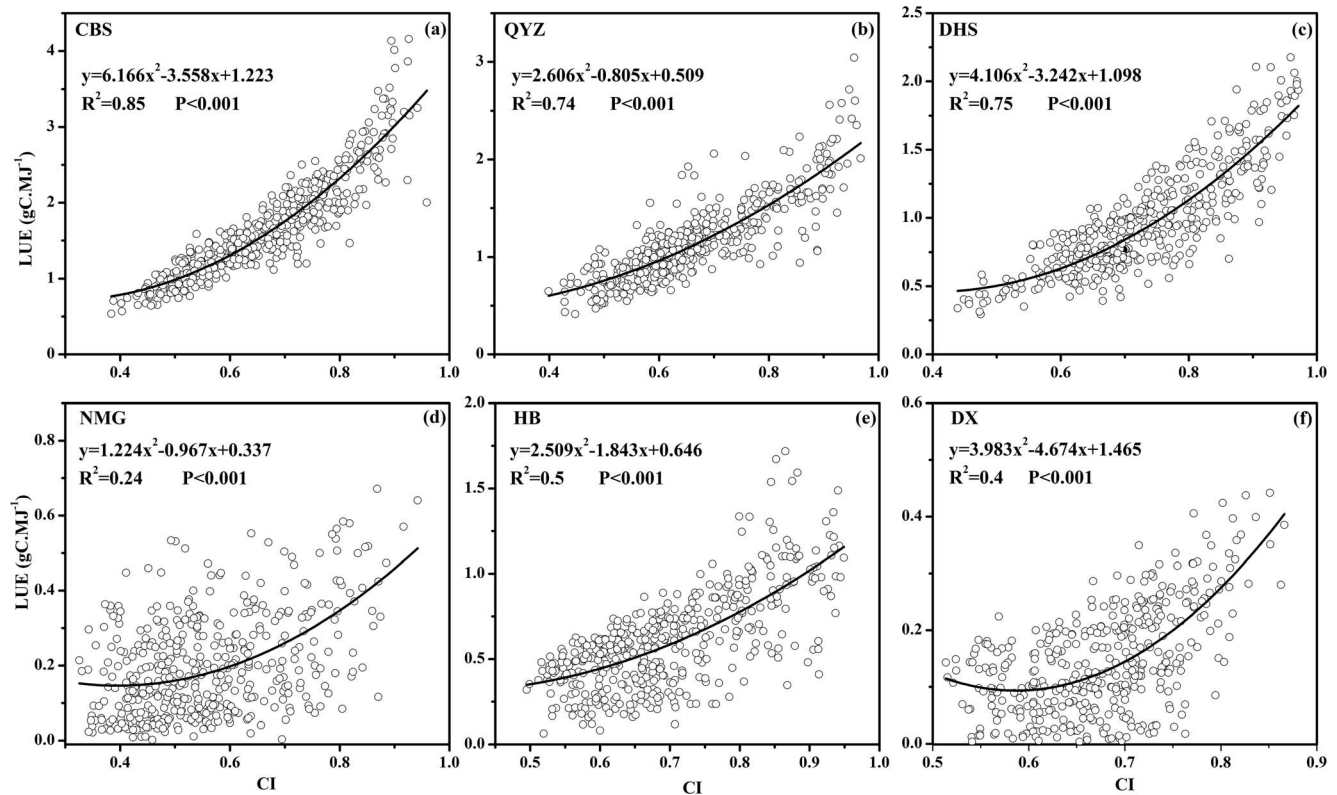 CBS (a)
y=6.166x²-3.558x+1.223
R²=0.85 P<0.001
LUE (gC.MJ⁻¹)
4
3
2
1
0
0.4 0.6 0.8 1.0
QYZ (b)
y=2.606x²-0.805x+0.509
R²=0.74 P<0.001
3
2
1
0
0.4 0.6 0.8 1.0
DHS (c)
y=4.106x²-3.242x+1.098
R²=0.75 P<0.001
2.5
2.0
1.5
1.0
0.5
0.0
0.4 0.6 0.8 1.0
NMG (d)
y=1.224x²-0.967x+0.337
R²=0.24 P<0.001
LUE (gC.MJ⁻¹)
0.8
0.6
0.4
0.2
0.0
0.4 0.6 0.8 1.0
CI
HB (e)
y=2.509x²-1.843x+0.646
R²=0.5 P<0.001
2.0
1.5
1.0
0.5
0.0
0.5 0.6 0.7 0.8 0.9 1.0
CI
DX (f)
y=3.983x²-4.674x+1.465
R²=0.4 P<0.001
0.6
0.4
0.2
0.0
0.5 0.6 0.7 0.8 0.9
CI